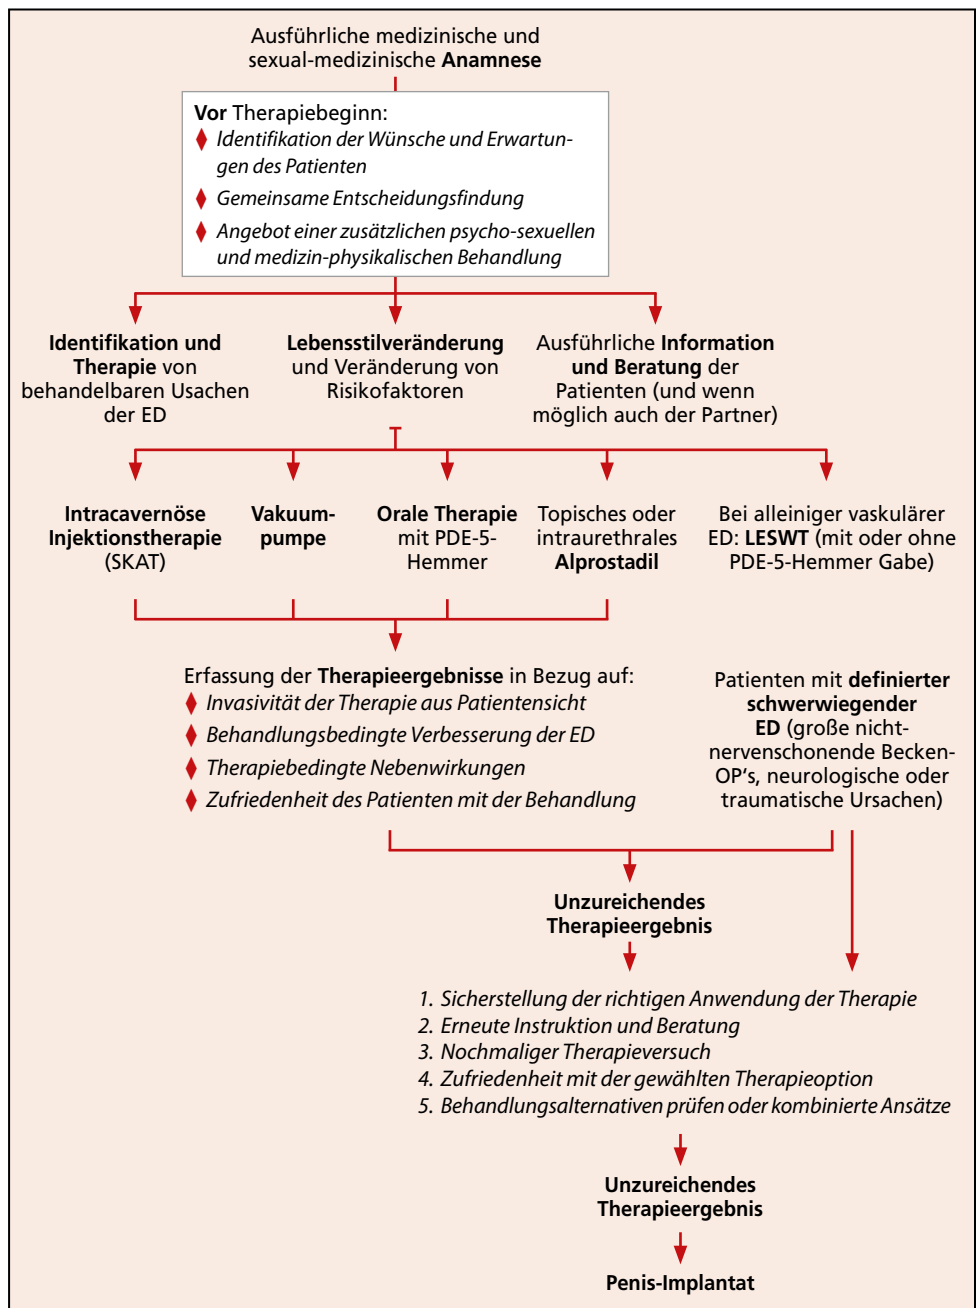 Ausführliche medizinische und
sexual-medizinische Anamnese
Vor Therapiebeginn:
♦ Identifikation der Wünsche und Erwartun-
gen des Patienten
♦ Gemeinsame Entscheidungsfindung
♦ Angebot einer zusätzlichen psycho-sexuellen
und medizin-physikalischen Behandlung
Identifikation und
Therapie von
behandelbaren Usachen
der ED
Lebensstilveränderung
und Veränderung von
Risikofaktoren
Ausführliche Information
und Beratung der
Patienten (und wenn
möglich auch der Partner)
Intracavernöse
Injektionstherapie
(SKAT)
Vakuum-
pumpe
Orale Therapie
mit PDE-5-
Hemmer
Topisches oder
intraurethrales
Alprostadil
Bei alleiniger vaskulärer
ED: LESWT (mit oder ohne
PDE-5-Hemmer Gabe)
Erfassung der Therapieergebnisse in Bezug auf:
♦ Invasivität der Therapie aus Patientensicht
♦ Behandlungsbedingte Verbesserung der ED
♦ Therapiebedingte Nebenwirkungen
♦ Zufriedenheit des Patienten mit der Behandlung
Patienten mit definierter
schwerwiegender
ED (große nicht-
nervenschonende Becken-
OP‘s, neurologische oder
traumatische Ursachen)
Unzureichendes
Therapieergebnis
1. Sicherstellung der richtigen Anwendung der Therapie
2. Erneute Instruktion und Beratung
3. Nochmaliger Therapieversuch
4. Zufriedenheit mit der gewählten Therapieoption
5. Behandlungsalternativen prüfen oder kombinierte Ansätze
Unzureichendes
Therapieergebnis
Penis-Implantat